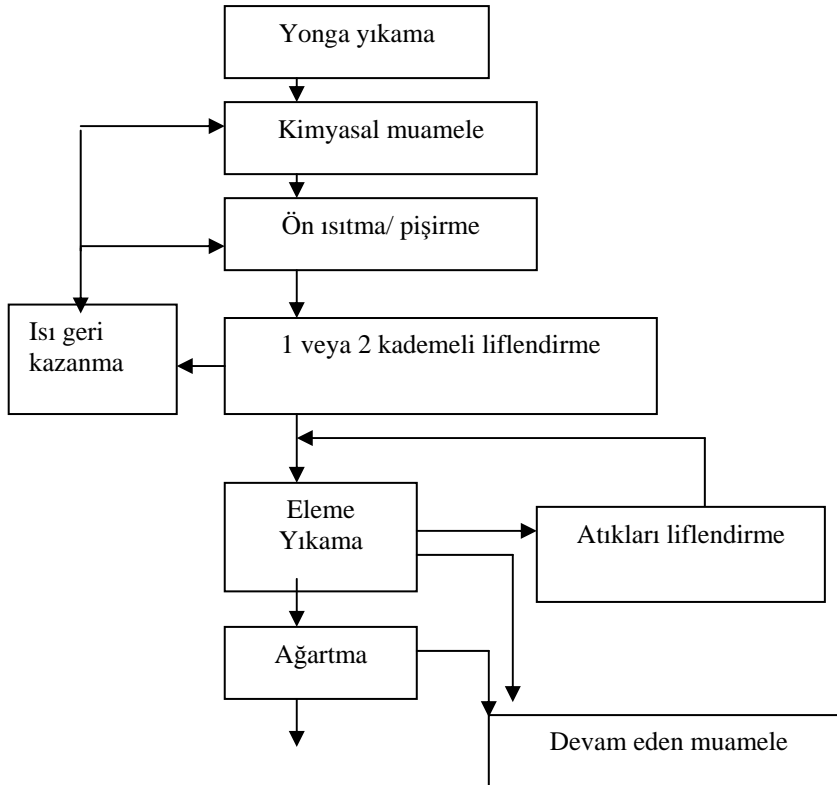 Yonga yıkama
Kimyasal muamele
Ön ısıtma/ pişirme
Isı geri
kazanma
1 veya 2 kademeli liflendirme
Eleme
Yıkama
Atıkları liflendirme
Ağartma
Devam eden muamele